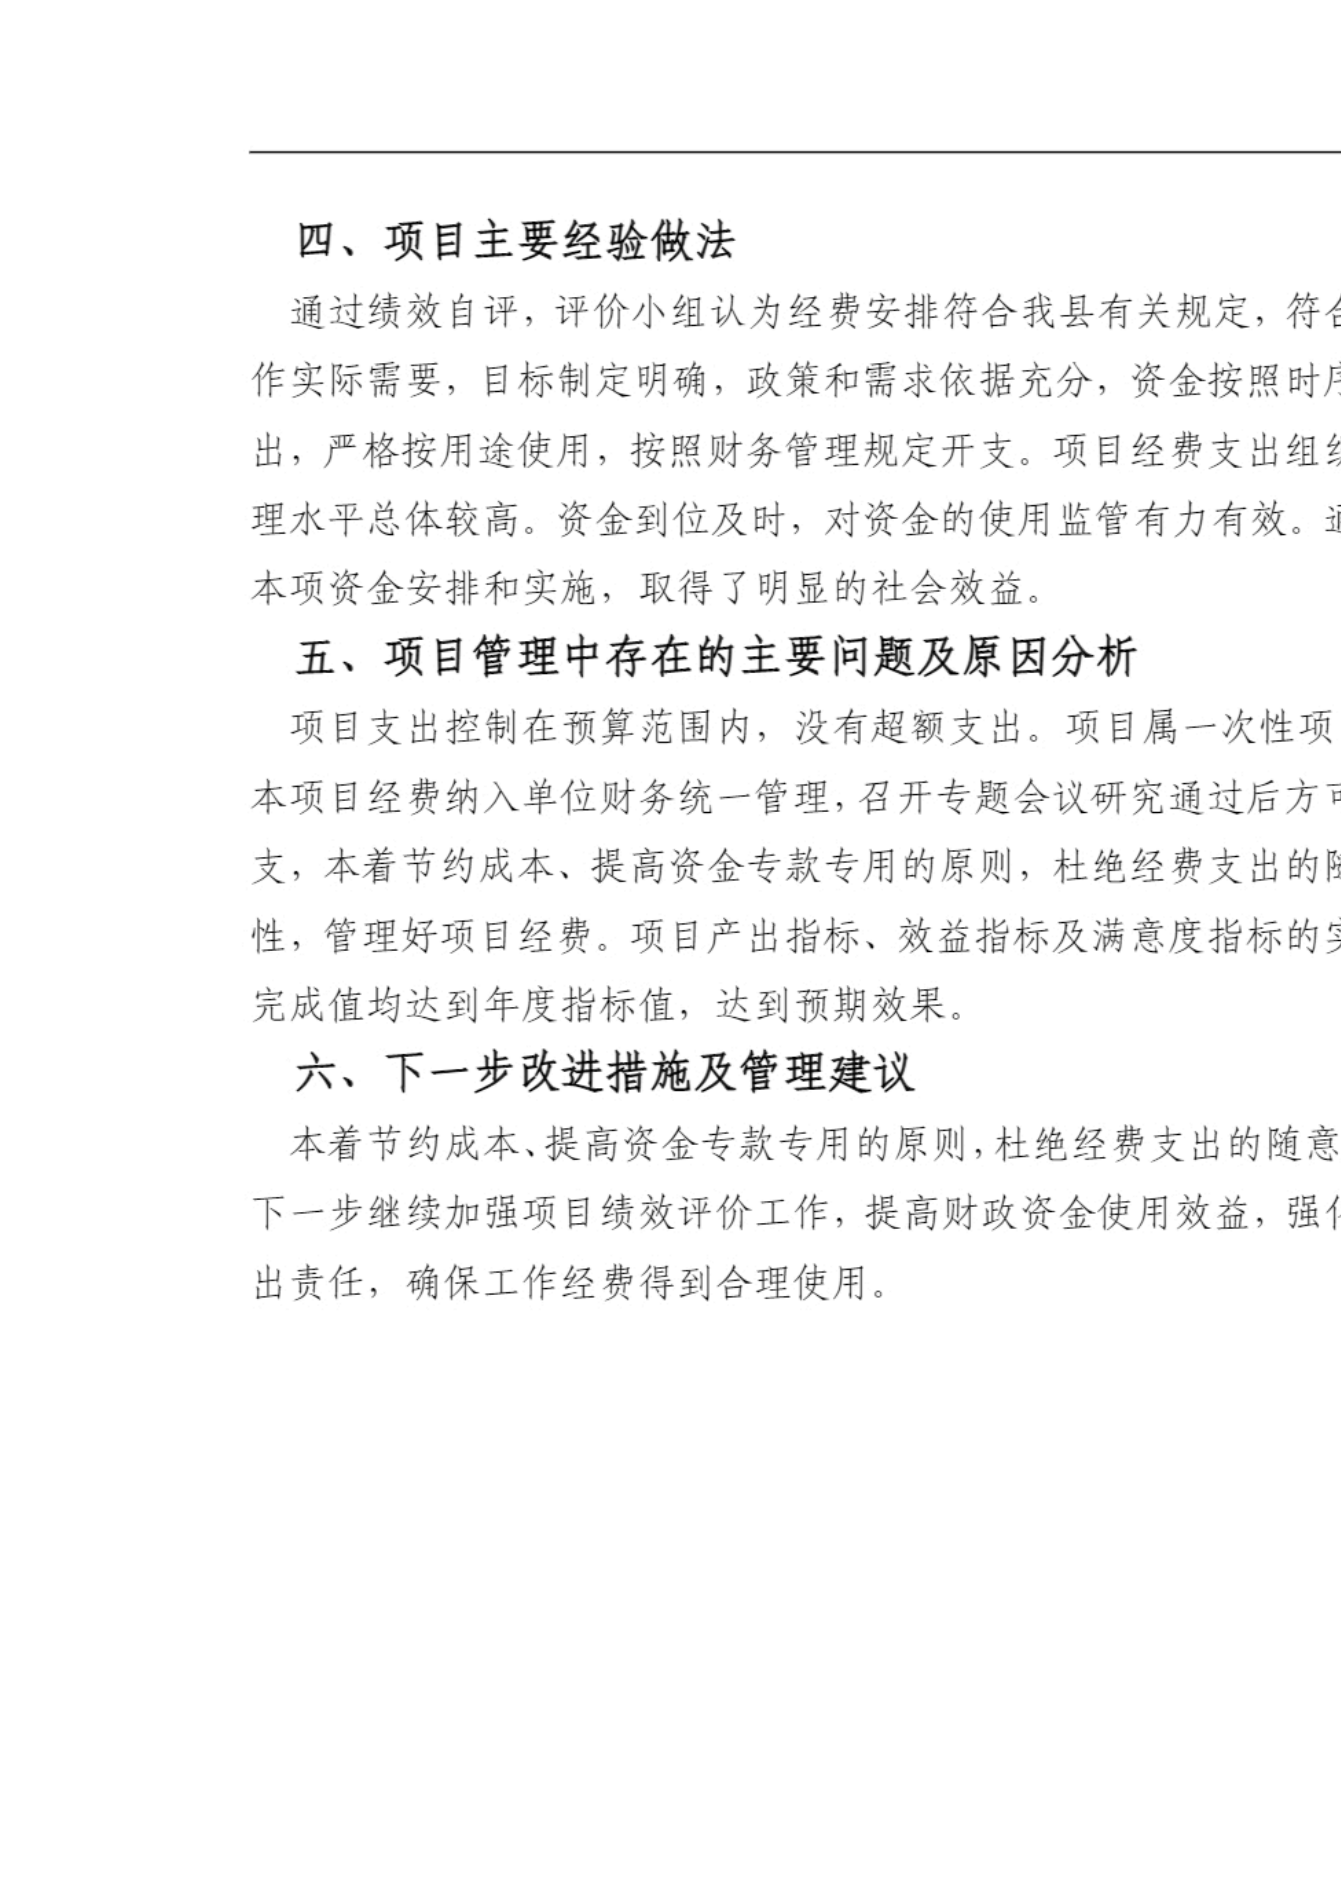 四、项目主要经验做法
通过绩效自评，评价小组认为经费安排符合我县有关规定，符合
作实际需要，目标制定明确，政策和需求依据充分，资金按照时序
出，严格按用途使用，按照财务管理规定开支。项目经费支出组织
理水平总体较高。资金到位及时，对资金的使用监管有力有效。通
本项资金安排和实施，取得了明显的社会效益。
五、项目管理中存在的主要问题及原因分析
项目支出控制在预算范围内，没有超额支出。项目属一次性项
本项目经费纳入单位财务统一管理，召开专题会议研究通过后方可
支，本着节约成本、提高资金专款专用的原则，杜绝经费支出的随
性，管理好项目经费。项目产出指标、效益指标及满意度指标的实
完成值均达到年度指标值，达到预期效果。
六、下一步改进措施及管理建议
本着节约成本、提高资金专款专用的原则，杜绝经费支出的随意
下一步继续加强项目绩效评价工作，提高财政资金使用效益，强化
出责任，确保工作经费得到合理使用。